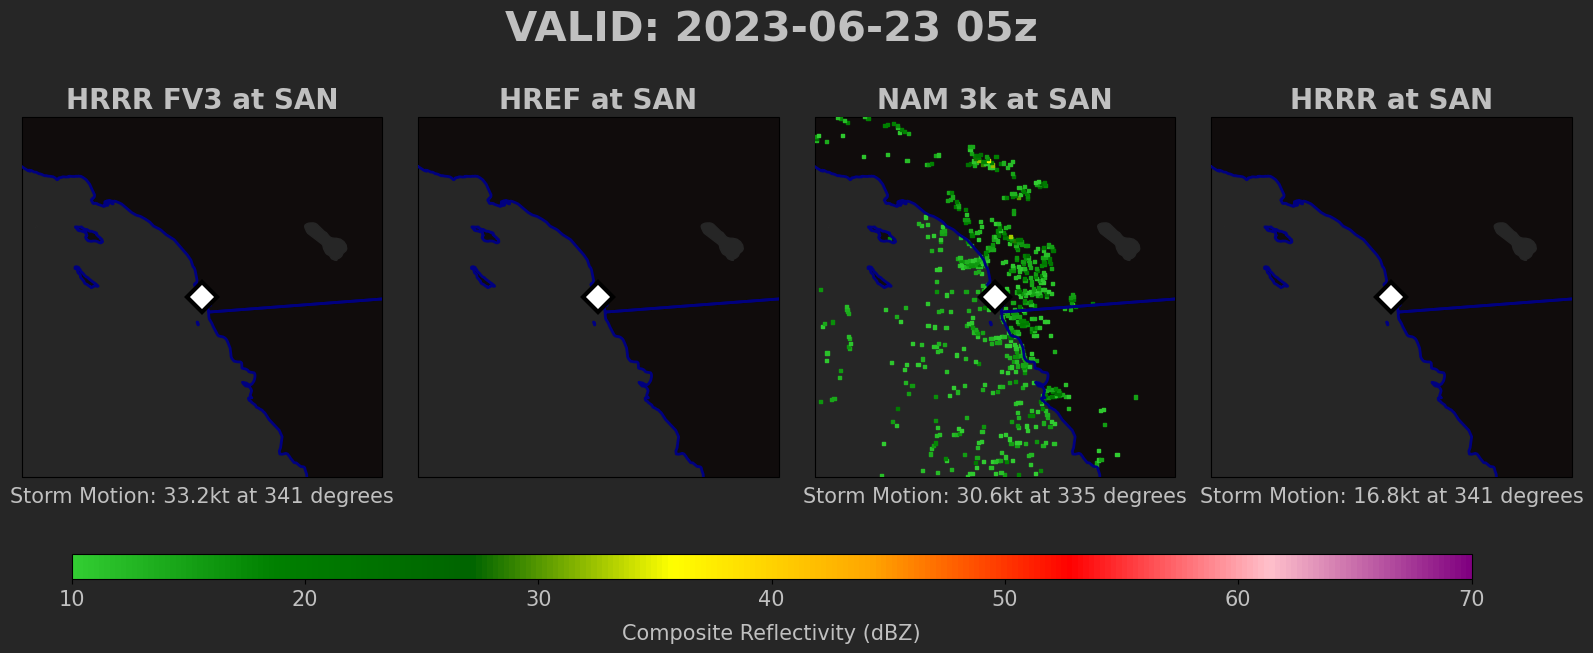 VALID: 2023-06-23 05z
HRRR FV3 at SAN
HREF at SAN
NAM 3k at SAN
HRRR at SAN
Storm Motion: 33.2kt at 341 degrees
Storm Motion: 30.6kt at 335 degrees
Storm Motion: 16.8kt at 341 degrees
10 20 30 40 50 60 70
Composite Reflectivity (dBZ)